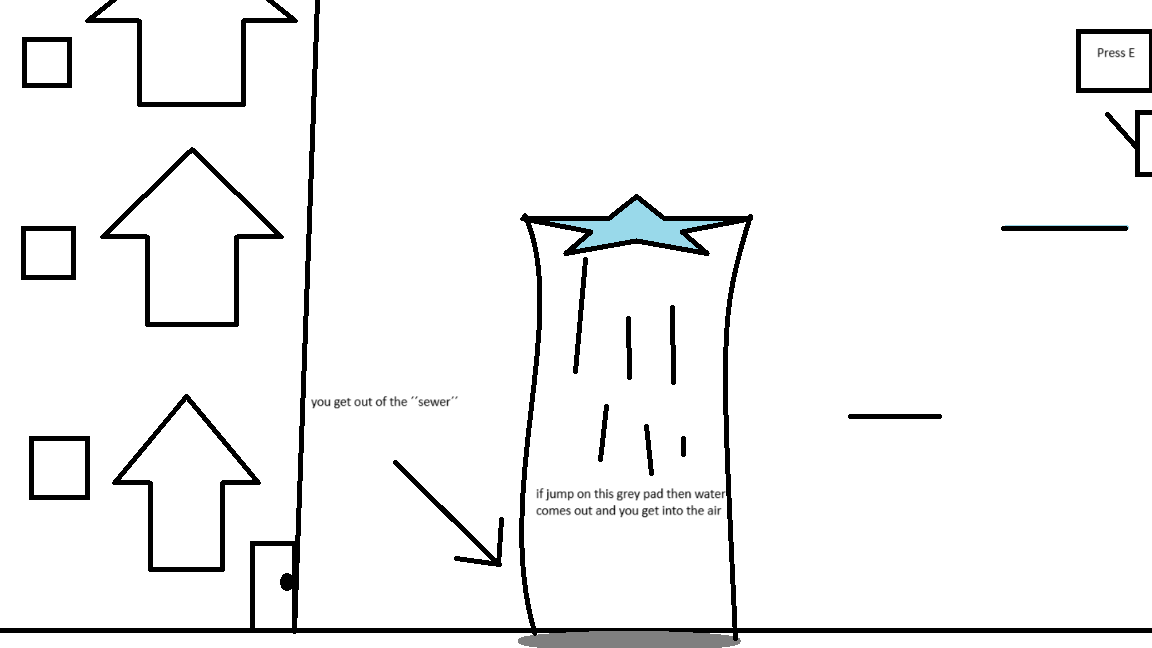 Press E
you get out of the ´´sewer´´
if jump on this grey pad then water
comes out and you get into the air